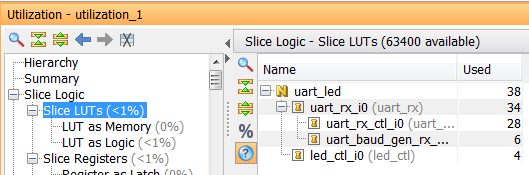 Utilization - utilization_1
Hierarchy
Summary
Slice Logic
Slice LUTs (<1%)
LUT as Memory (0%)
LUT as Logic (<1%)
Slice Registers (<1%)
Register as Latch (0%)
Slice Logic - Slice LUTs (63400 available)
%
Name Used
uart_led 38
uart_rx_i0 (uart_rx) 34
uart_rx_ctl_i0 (uart_... 28
uart_baud_gen_rx_... 6
led_ctl_i0 (led_ctl) 4